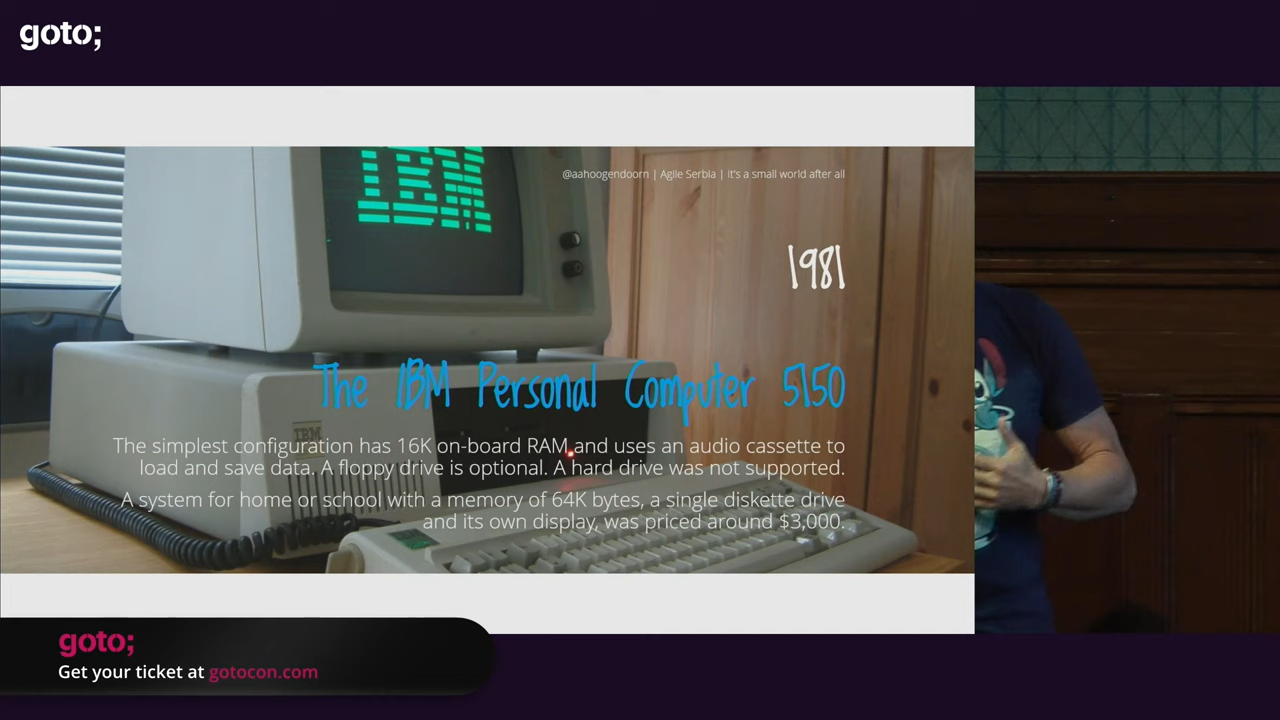 goto;
@aahoogendoorn | Agile Serbia | it's a small world after all
IBM
1981
The IBM Personal Computer 5150
IBM
The simplest configuration has 16K on-board RAM and uses an audio cassette to
load and save data. A floppy drive is optional. A hard drive was not supported.
A system for home or school with a memory of 64K bytes, a single diskette drive
and its own display, was priced around $3,000.
goto;
Get your ticket at gotocon.com